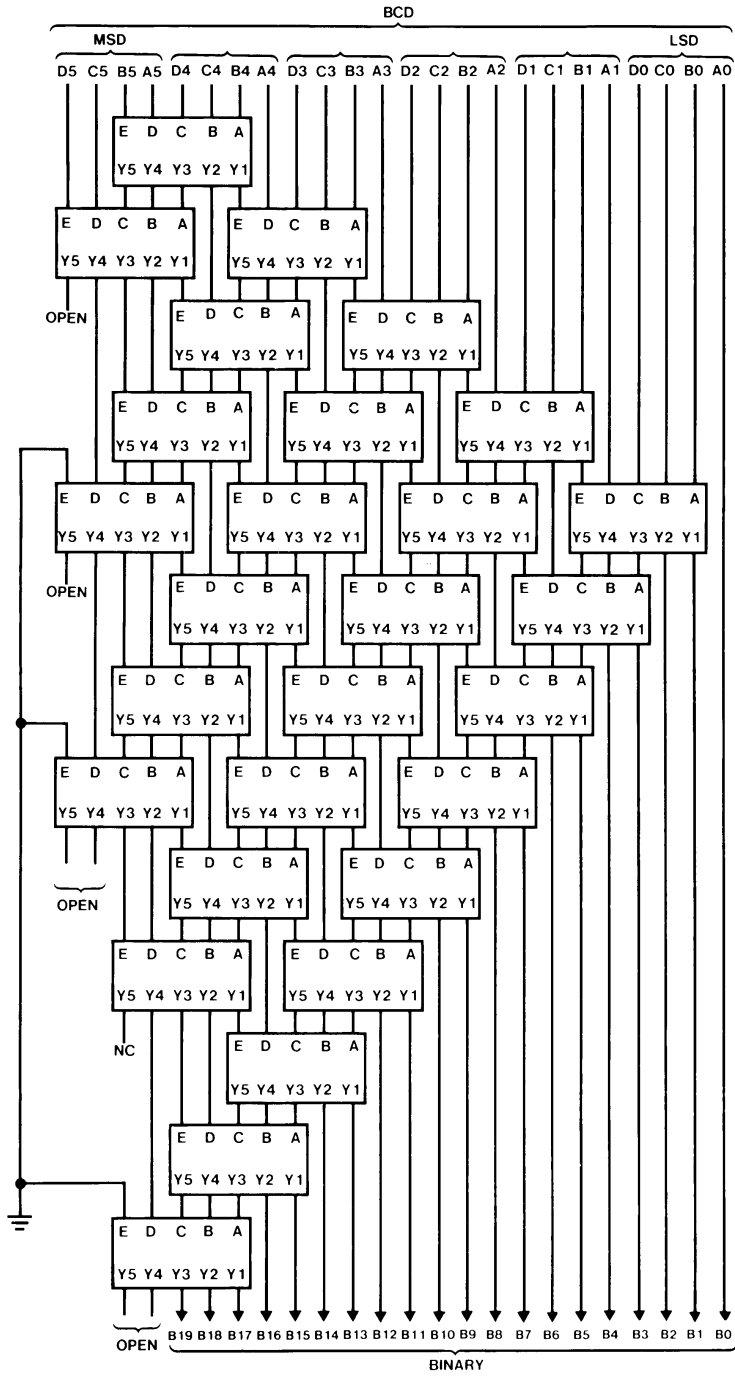 BCD
MSD LSD
D5 C5 B5 A5 D4 C4 B4 A4 D3 C3 B3 A3 D2 C2 B2 A2 D1 C1 B1 A1 D0 C0 B0 A0
E D C B A
Y5 Y4 Y3 Y2 Y1
E D C B A E D C B A
Y5 Y4 Y3 Y2 Y1 Y5 Y4 Y3 Y2 Y1
OPEN E D C B A E D C B A
Y5 Y4 Y3 Y2 Y1 Y5 Y4 Y3 Y2 Y1
E D C B A E D C B A E D C B A
Y5 Y4 Y3 Y2 Y1 Y5 Y4 Y3 Y2 Y1 Y5 Y4 Y3 Y2 Y1
E D C B A E D C B A E D C B A E D C B A
Y5 Y4 Y3 Y2 Y1 Y5 Y4 Y3 Y2 Y1 Y5 Y4 Y3 Y2 Y1 Y5 Y4 Y3 Y2 Y1
OPEN E D C B A E D C B A E D C B A
Y5 Y4 Y3 Y2 Y1 Y5 Y4 Y3 Y2 Y1 Y5 Y4 Y3 Y2 Y1
E D C B A E D C B A E D C B A
Y5 Y4 Y3 Y2 Y1 Y5 Y4 Y3 Y2 Y1 Y5 Y4 Y3 Y2 Y1
E D C B A E D C B A E D C B A
Y5 Y4 Y3 Y2 Y1 Y5 Y4 Y3 Y2 Y1 Y5 Y4 Y3 Y2 Y1
E D C B A E D C B A
OPEN Y5 Y4 Y3 Y2 Y1 Y5 Y4 Y3 Y2 Y1
E D C B A E D C B A
Y5 Y4 Y3 Y2 Y1 Y5 Y4 Y3 Y2 Y1
NC E D C B A
Y5 Y4 Y3 Y2 Y1
E D C B A
Y5 Y4 Y3 Y2 Y1
E D C B A
Y5 Y4 Y3 Y2 Y1
OPEN B19 B18 B17 B16 B15 B14 B13 B12 B11 B10 B9 B8 B7 B6 B5 B4 B3 B2 B1 B0
BINARY